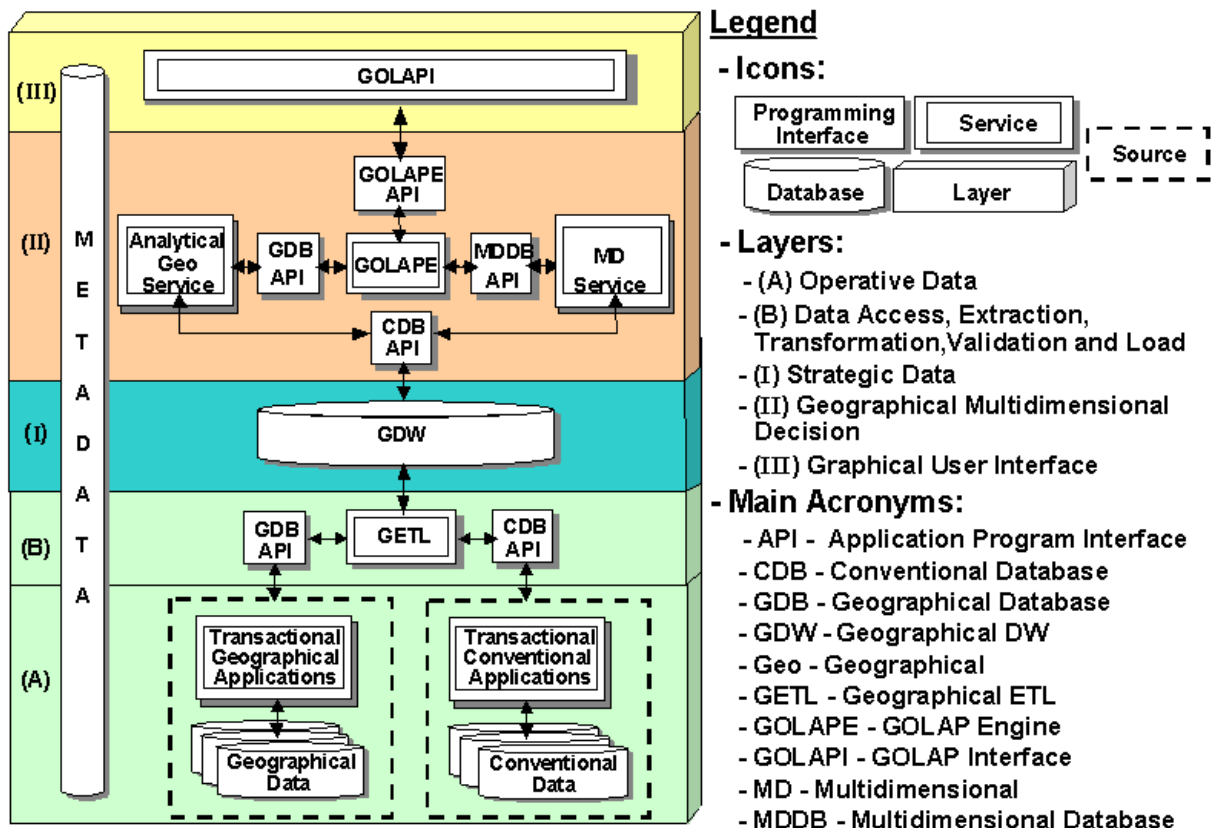 (III)
GOLAPI
(II)
GOLAPE
API
Analytical
Geo
Service
GDB
API
GOLAPE
MDDB
API
MD
Service
CDB
API
(I)
GDW
(B)
GDB
API
GETL
CDB
API
(A)
Transactional
Geographical
Applications
Geographical
Data
Transactional
Conventional
Applications
Conventional
Data
M
E
T
A
D
A
T
A
Legend
- Icons:
Programming
Interface
Service
Source
Database
Layer
- Layers:
- (A) Operative Data
- (B) Data Access, Extraction,
Transformation,Validation and Load
- (I) Strategic Data
- (II) Geographical Multidimensional
Decision
- (III) Graphical User Interface
- Main Acronyms:
- API - Application Program Interface
- CDB - Conventional Database
- GDB - Geographical Database
- GDW - Geographical DW
- Geo - Geographical
- GETL - Geographical ETL
- GOLAPE - GOLAP Engine
- GOLAPI - GOLAP Interface
- MD - Multidimensional
- MDDB - Multidimensional Database